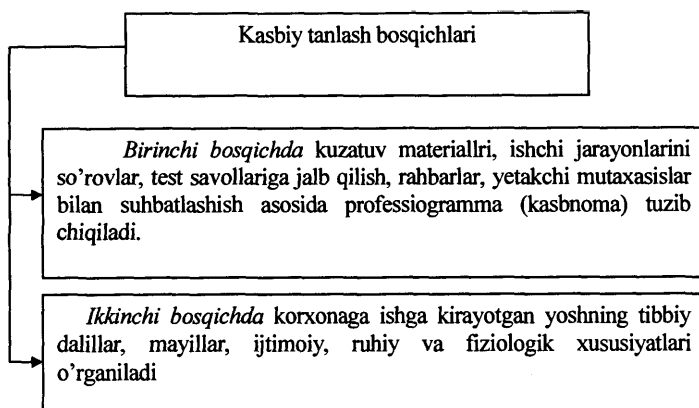 Kasbiy tanlash bosqichlari
Birinchi bosqichda kuzatuv materiallri, ishchi jarayonlarini
so’rovlar, test savollariga jalb qilish, rahbarlar, yetakchi mutaxasislar
bilan suhbatlashish asosida professiogramma (kasbnoma) tuzib
chiqiladi.
Ikkinchi bosqichda korxonaga ishga kirayotgan yoshning tibbiy
dalillar, mayillar, ijtimoiy, ruhiy va fiziologik xususiyatlari
o’rganiladi